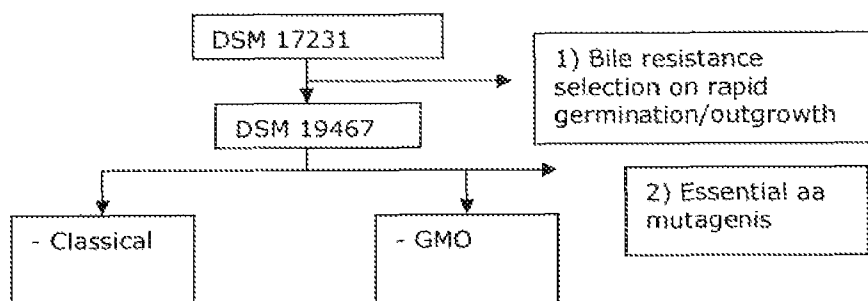 DSM 17231
1) Bile resistance
selection on rapid
germination/outgrowth
DSM 19467
2) Essential aa
mutagenis
- Classical
- GMO